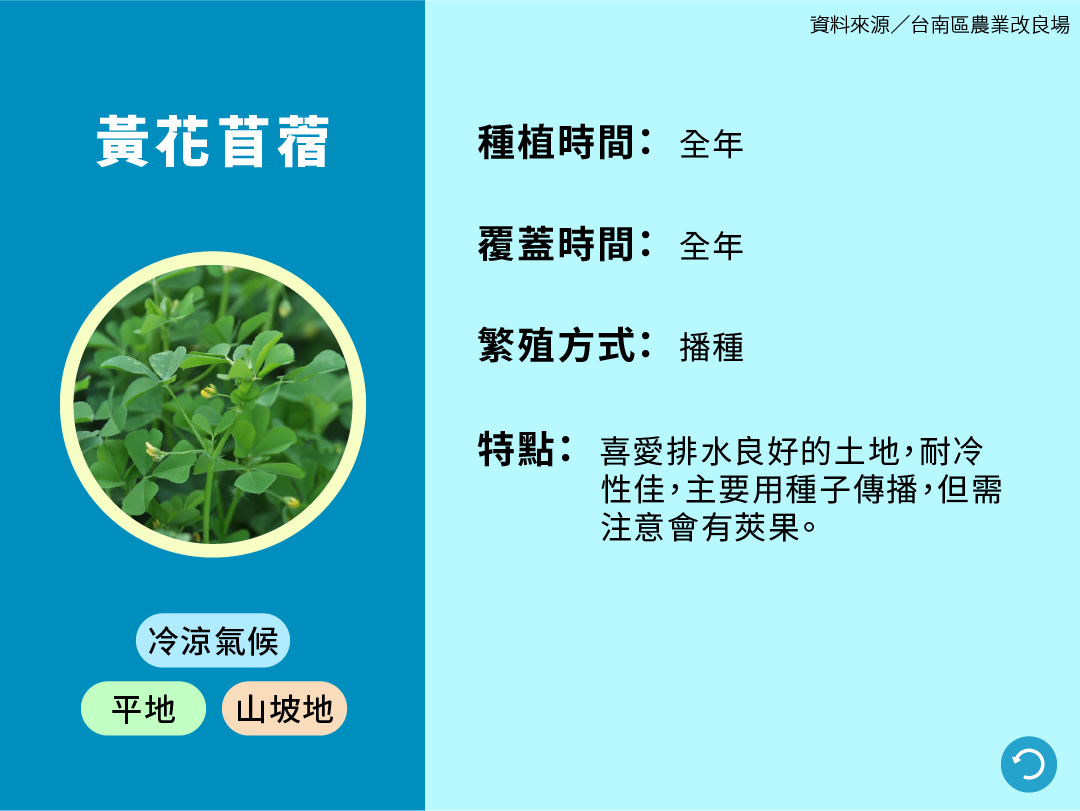 資料來源／台南區農業改良場
黃花苜蓿
種植時間：全年
覆蓋時間：全年
繁殖方式：播種
特點：喜愛排水良好的土地，耐冷
性佳，主要用種子傳播，但需
注意會有莢果。
冷涼氣候
平地
山坡地